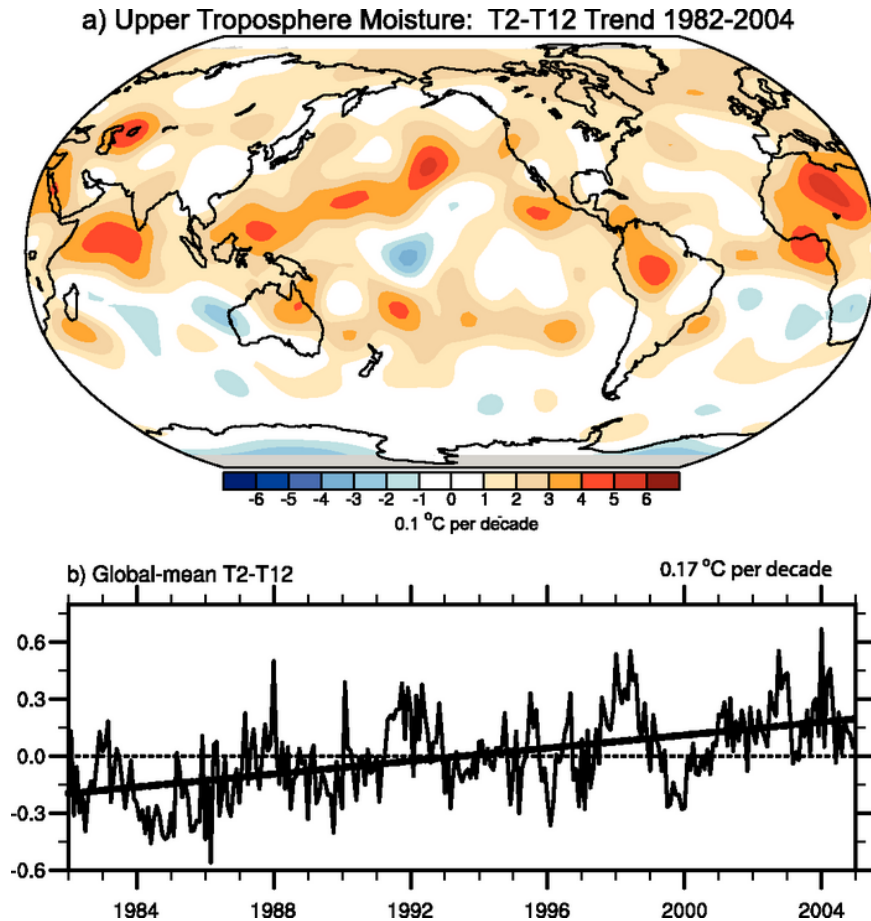 a) Upper Troposphere Moisture: T2-T12 Trend 1982-2004
-6 -5 -4 -3 -2 -1 0 1 2 3 4 5 6
0.1 °C per decade
b) Global-mean T2-T12 0.17 °C per decade
0.6
0.3
0.0
-0.3
-0.6
1984 1988 1992 1996 2000 2004